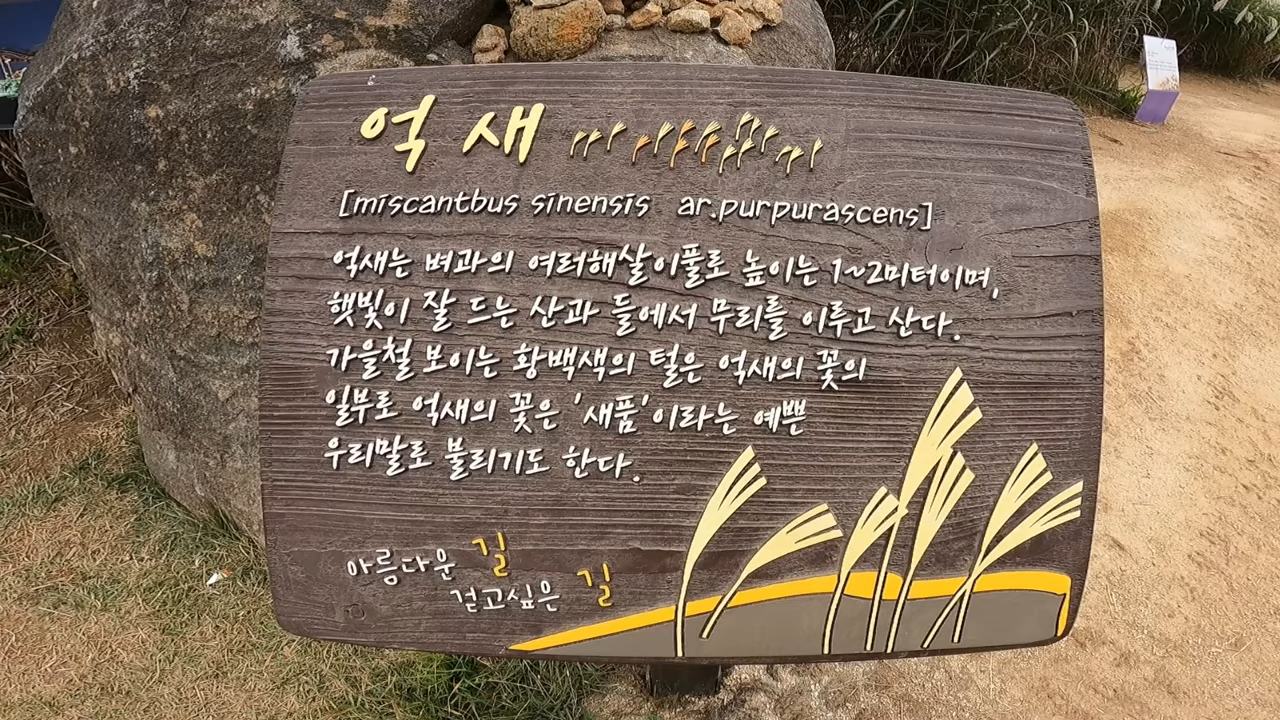 억새
[miscantbus sinensis ar.purpurascens]
억새는 벼과의 여러해살이풀로 높이는 1~2미터이며,
햇빛이 잘 드는 산과 들에서 무리를 이루고 산다.
가을철 보이는 황백색의 털은 억새의 꽃의
일부로 억새의 꽃은 '새품'이라는 예쁜
우리말로 불리기도 한다.
아름다운 길
걷고싶은 길